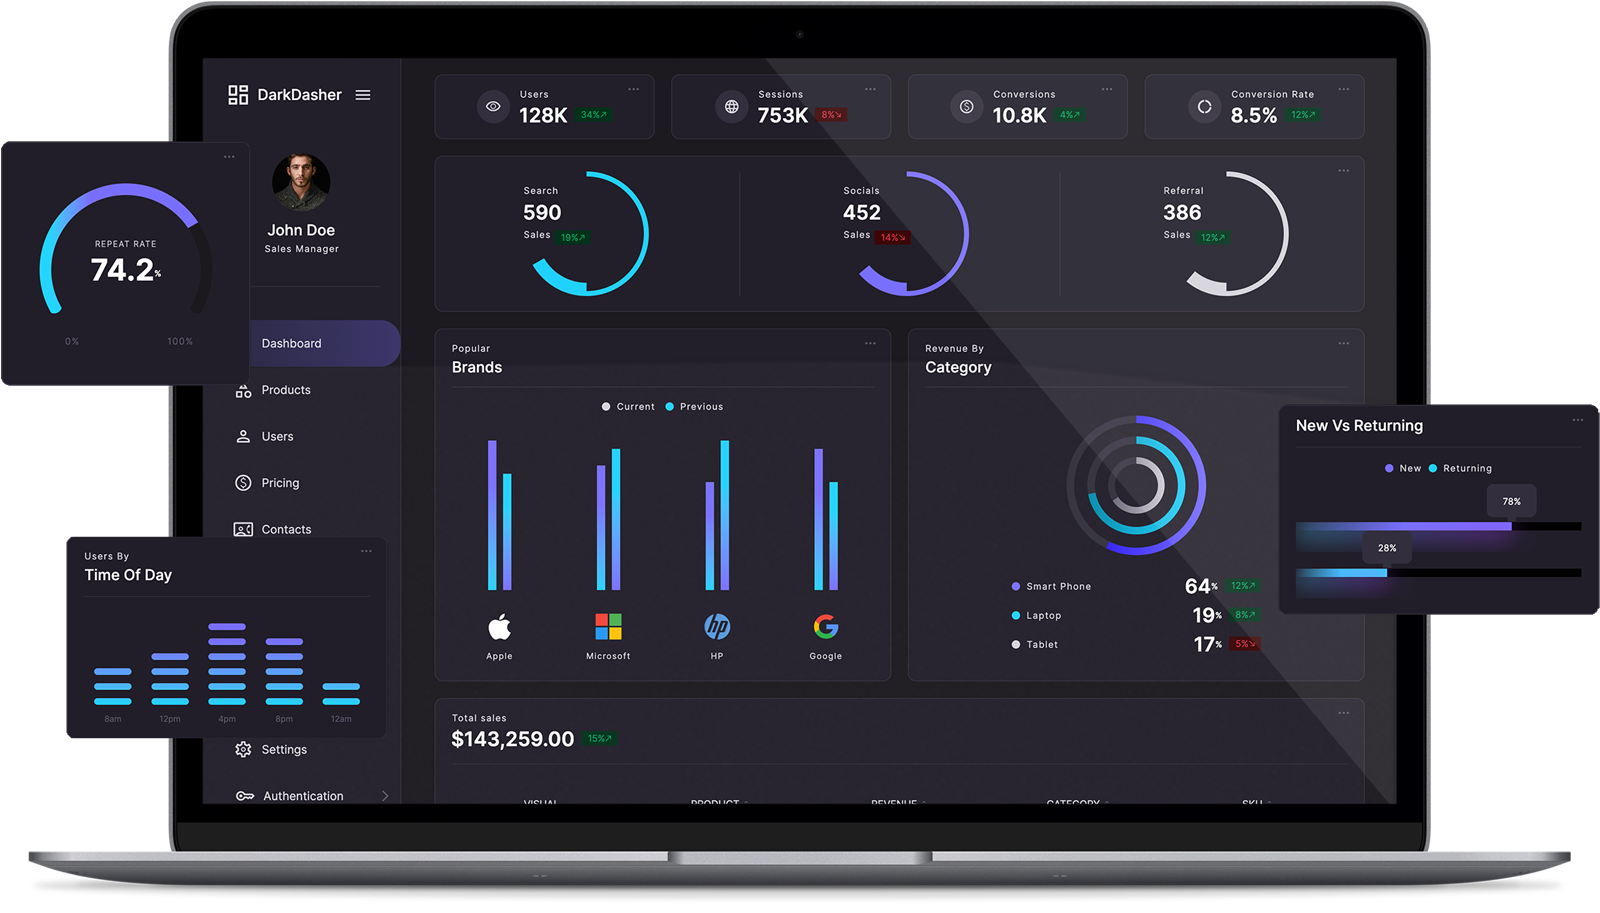 DarkDasher
John Doe
Sales Manager
Dashboard
Products
Users
Pricing
Contacts
Settings
Authentication
REPEAT RATE
74.2%
0%
100%
Users By
Time Of Day
8am
12pm
4pm
8pm
12am
Users
128K 34%↗
Sessions
753K 8%↘
Conversions
10.8K 4%↗
Conversion Rate
8.5% 12%↗
Search
590
Sales 19%↗
Socials
452
Sales 14%↘
Referral
386
Sales 12%↗
Popular
Brands
Current Previous
hp
Apple
Microsoft
HP
Google
Revenue By
Category
Smart Phone 64% 12%↗
Laptop 19% 8%↗
Tablet 17% 5%↘
New Vs Returning
New Returning
78%
28%
Total sales
$143,259.00 15%↗
VISUAL PRODUCT REVENUE CATEGORY SKU